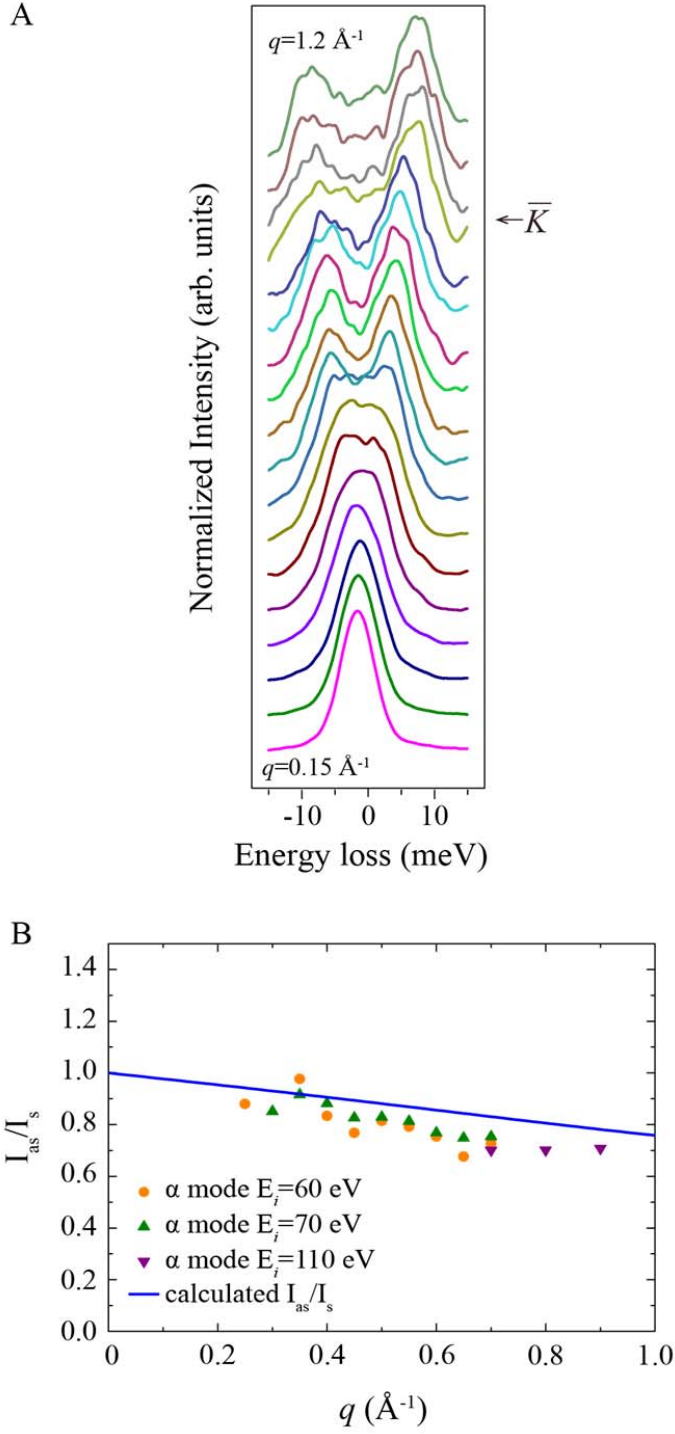 A
q=1.2 Å-1
Normalized Intensity (arb. units)
← K̅
q=0.15 Å-1
-10 0 10
Energy loss (meV)
B
1.4
1.2
1.0
0.8
0.6
0.4
0.2
0.0
Ias/Is
α mode Ei=60 eV
α mode Ei=70 eV
α mode Ei=110 eV
calculated Ias/Is
0 0.2 0.4 0.6 0.8 1.0
q (Å-1)